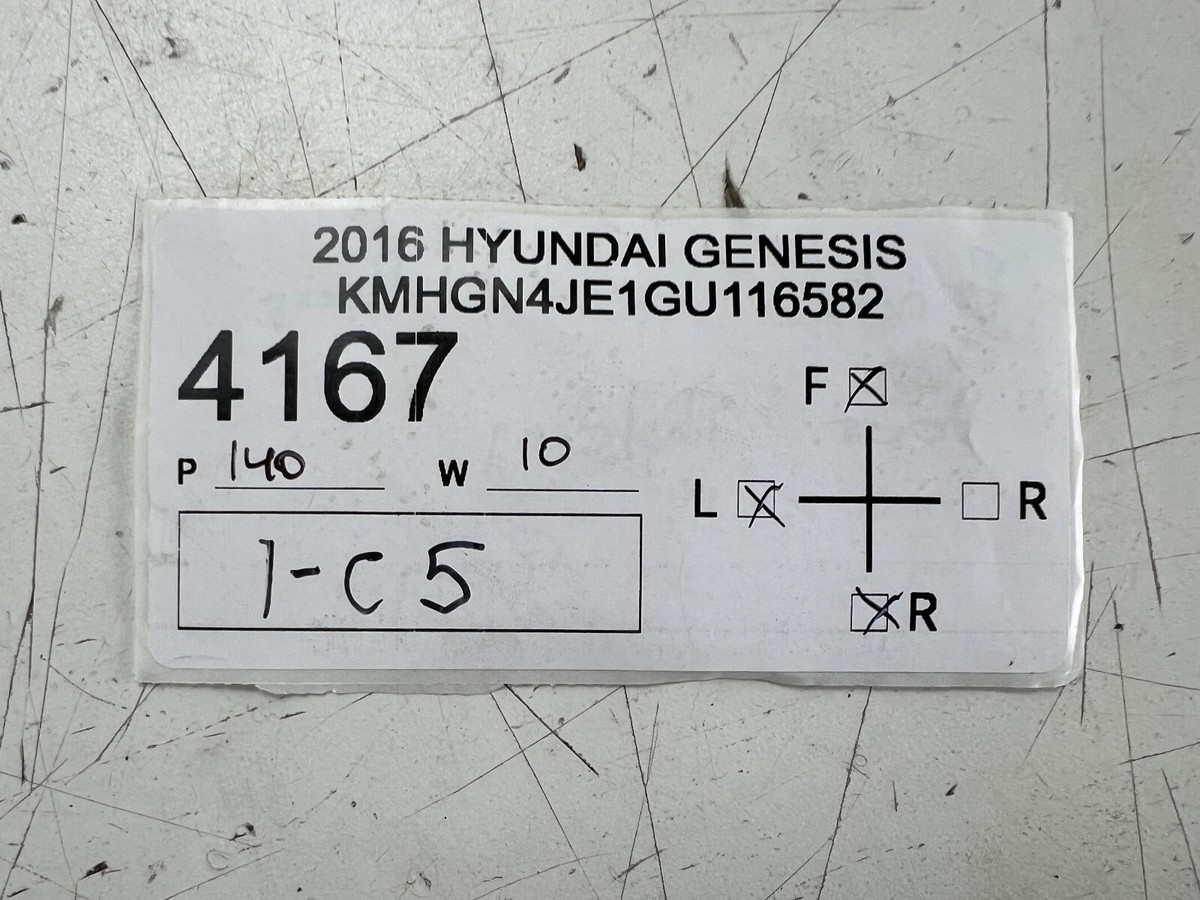 2016 HYUNDAI GENESIS
KMHGN4JE1GU116582
4167
F
P 140 W 10
L R
1-C5
R